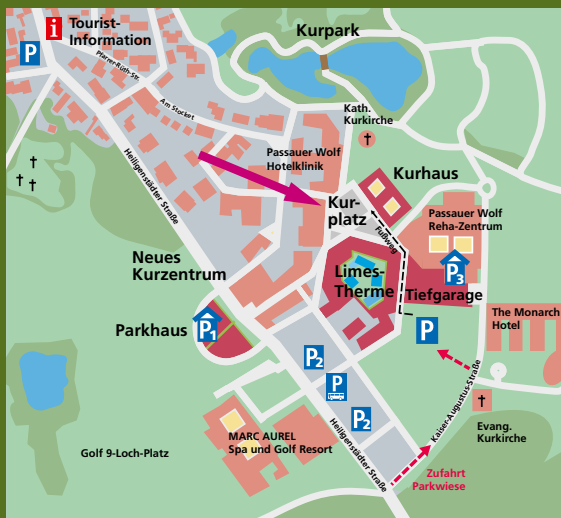 i
Tourist-
Information
P
Pfarrer-Rüth-Str.
Am Stocket
Kurpark
Kath.
Kurkirche
Passauer Wolf
Hotelklinik
Heiligenstädter Straße
Kurhaus
Kur-
platz
Fußweg
Passauer Wolf
Reha-Zentrum
P3
Neues
Kurzentrum
Limes-
Therme
Tiefgarage
Parkhaus
P1
P
The Monarch
Hotel
P2
P
P2
Kaiser-Augustus-Straße
MARC AUREL
Spa und Golf Resort
Heiligenstädter Straße
Evang.
Kurkirche
Golf 9-Loch-Platz
Zufahrt
Parkwiese